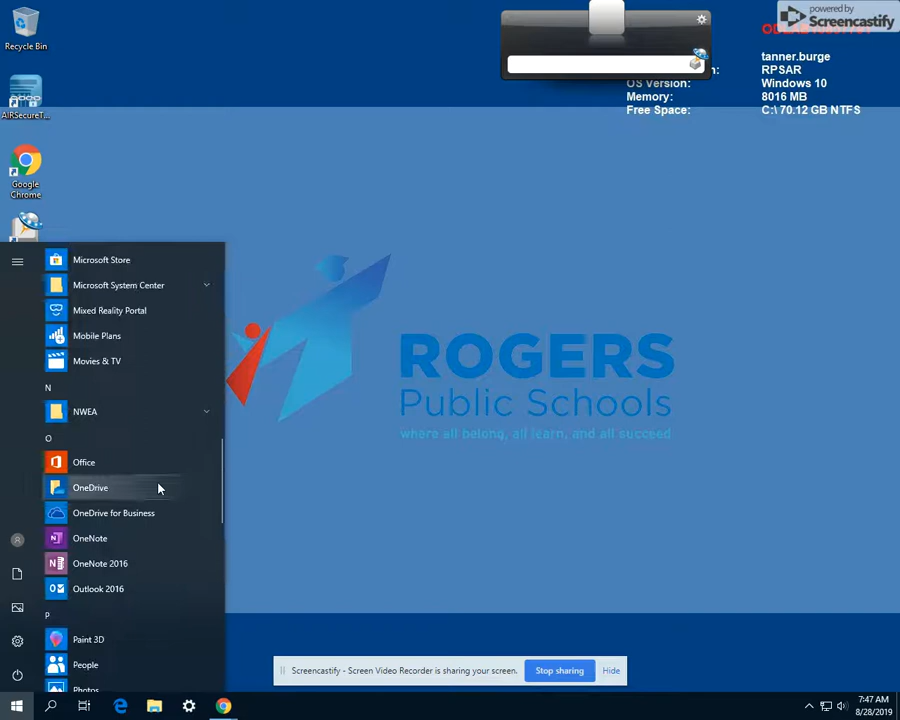 powered by
Screencastify
Recycle Bin
tanner.burge
RPSAR
OS Version: Windows 10
Memory: 8016 MB
Free Space: C:\ 70.12 GB NTFS
AIRSecureT...
Google
Chrome
Microsoft Store
Microsoft System Center
Mixed Reality Portal
Mobile Plans
Movies & TV
N
NWEA
O
Office
OneDrive
OneDrive for Business
OneNote
OneNote 2016
Outlook 2016
P
Paint 3D
People
Photos
ROGERS
Public Schools
where all belong, all learn, and all succeed
Screencastify - Screen Video Recorder is sharing your screen. Stop sharing Hide
7:47 AM
8/28/2019